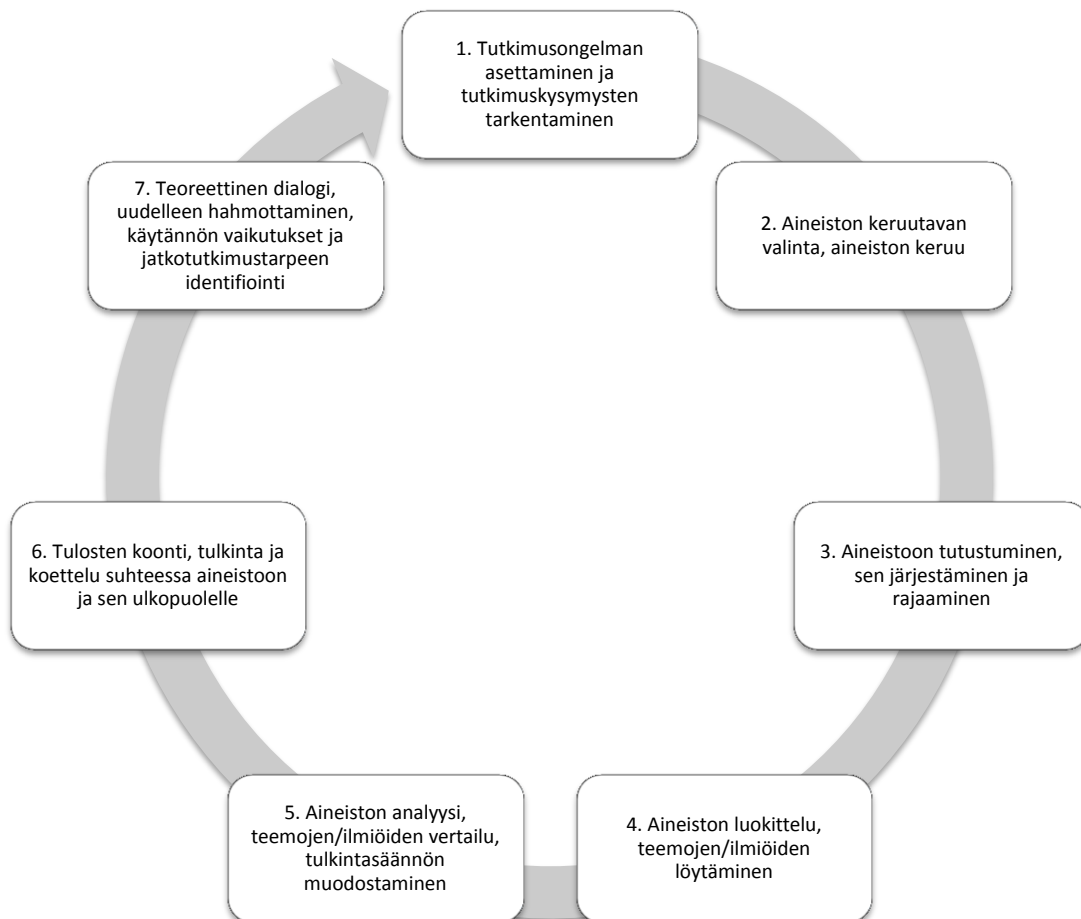 1. Tutkimusongelman
asettaminen ja
tutkimuskysymysten
tarkentaminen
2. Aineiston keruutavan
valinta, aineiston keruu
3. Aineistoon tutustuminen,
sen järjestäminen ja
rajaaminen
4. Aineiston luokittelu,
teemojen/ilmiöiden
löytäminen
5. Aineiston analyysi,
teemojen/ilmiöiden vertailu,
tulkintasäännön
muodostaminen
6. Tulosten koonti, tulkinta ja
koettelu suhteessa aineistoon
ja sen ulkopuolelle
7. Teoreettinen dialogi,
uudelleen hahmottaminen,
käytännön vaikutukset ja
jatkotutkimustarpeen
identifiointi